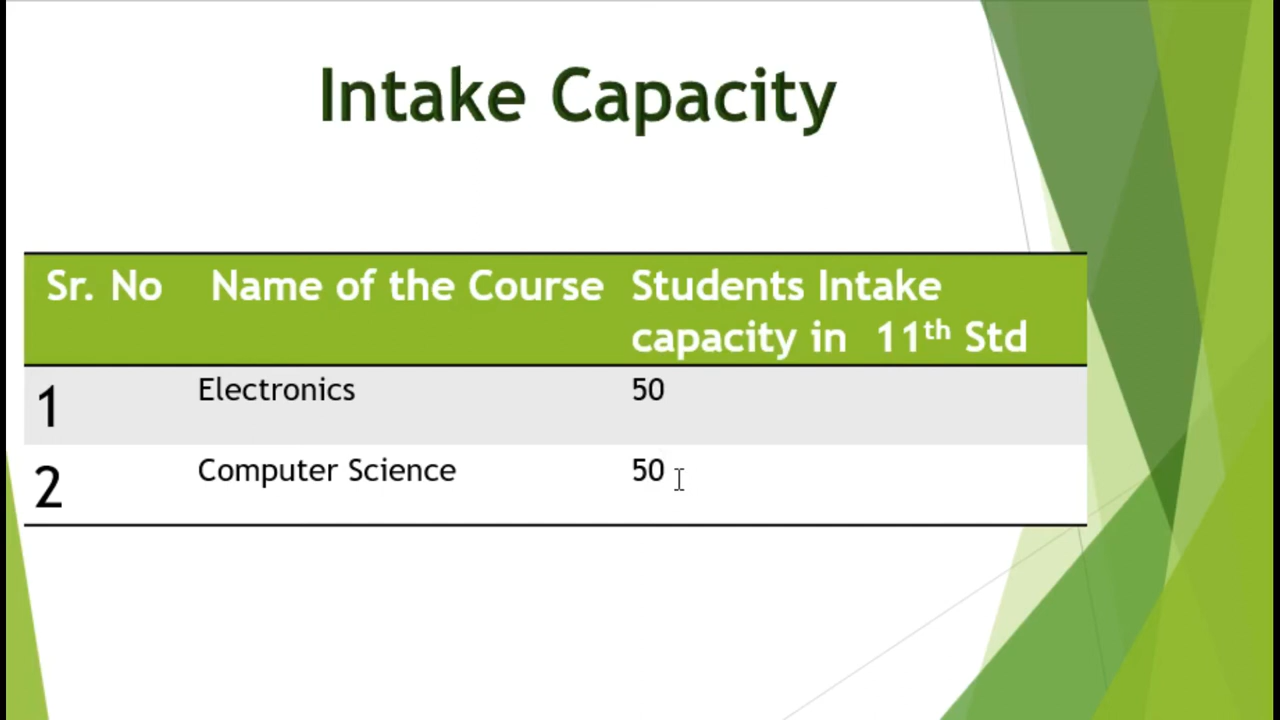 Intake Capacity
Sr. No Name of the Course Students Intake
capacity in 11th Std
1 Electronics 50
2 Computer Science 50